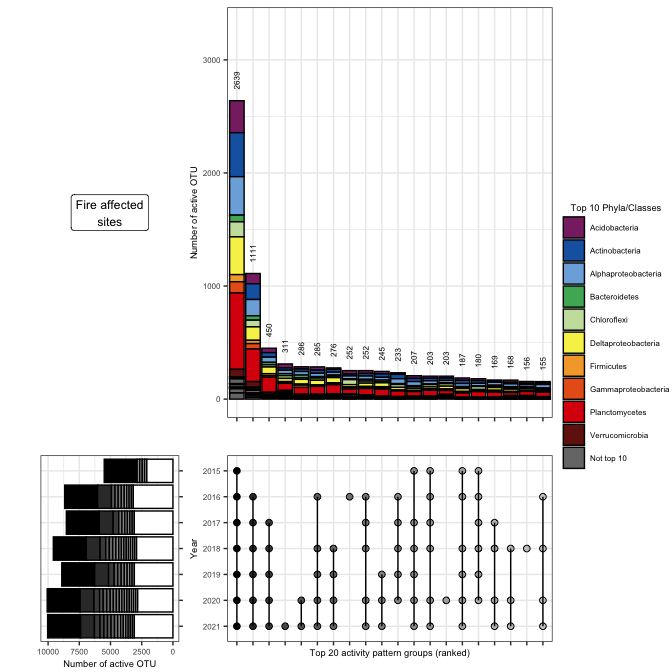 Fire affected
sites
Number of active OTU
3000
2000
1000
0
2639
1111
450
311
286
285
276
252
252
245
233
207
203
203
187
180
169
168
156
155
Top 10 Phyla/Classes
Acidobacteria
Actinobacteria
Alphaproteobacteria
Bacteroidetes
Chloroflexi
Deltaproteobacteria
Firmicutes
Gammaproteobacteria
Planctomycetes
Verrucomicrobia
Not top 10
Year
2015
2016
2017
2018
2019
2020
2021
10000 7500 5000 2500 0
Number of active OTU
Top 20 activity pattern groups (ranked)